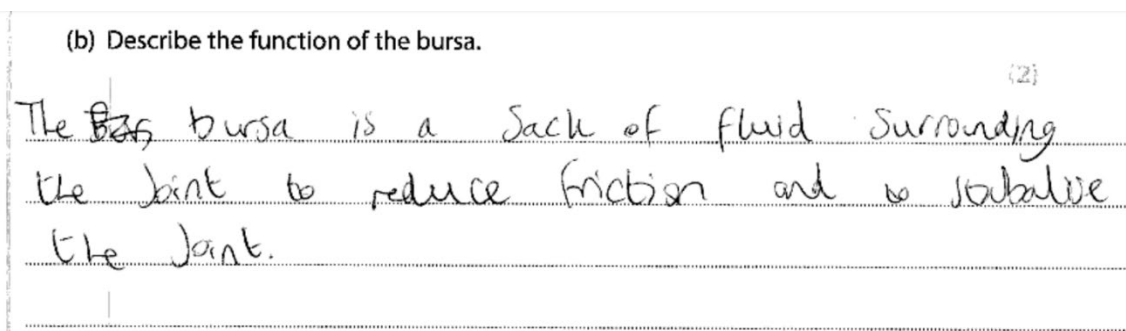 (b) Describe the function of the bursa.
(2)
The bursa is a Sack of fluid Surrounding
the Joint to reduce friction and to stabalise
the Joint.